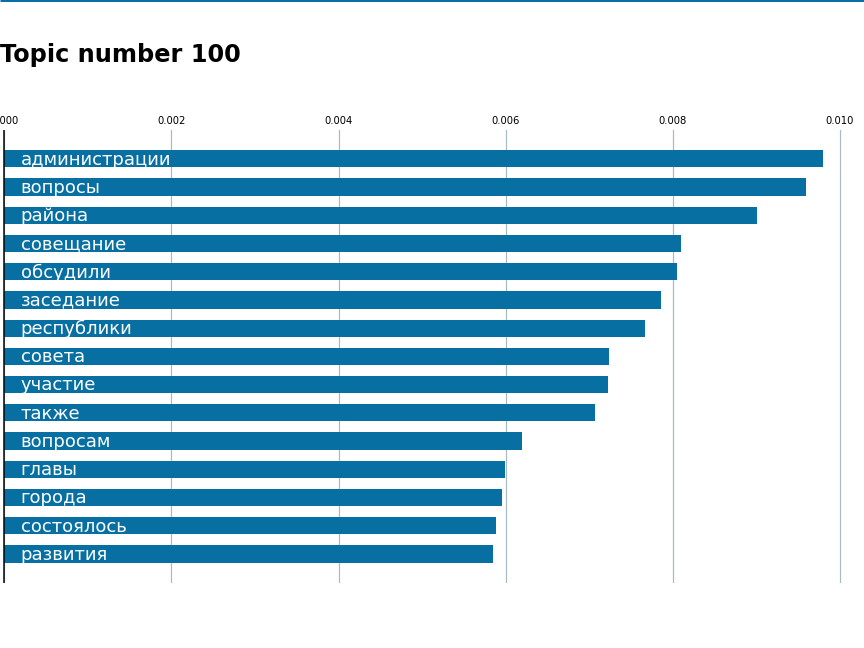 Topic number 100
000 0.002 0.004 0.006 0.008 0.010
администрации
вопросы
района
совещание
обсудили
заседание
республики
совета
участие
также
вопросам
главы
города
состоялось
развития